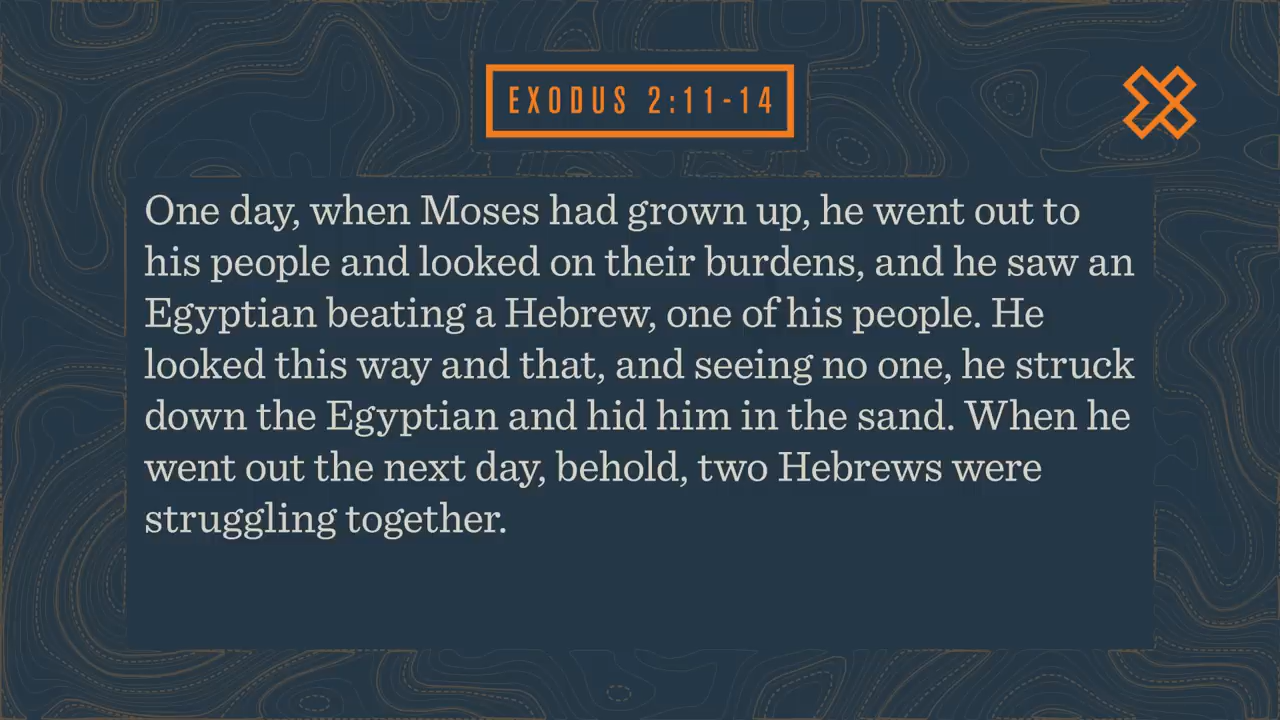 EXODUS 2:11-14
One day, when Moses had grown up, he went out to
his people and looked on their burdens, and he saw an
Egyptian beating a Hebrew, one of his people. He
looked this way and that, and seeing no one, he struck
down the Egyptian and hid him in the sand. When he
went out the next day, behold, two Hebrews were
struggling together.